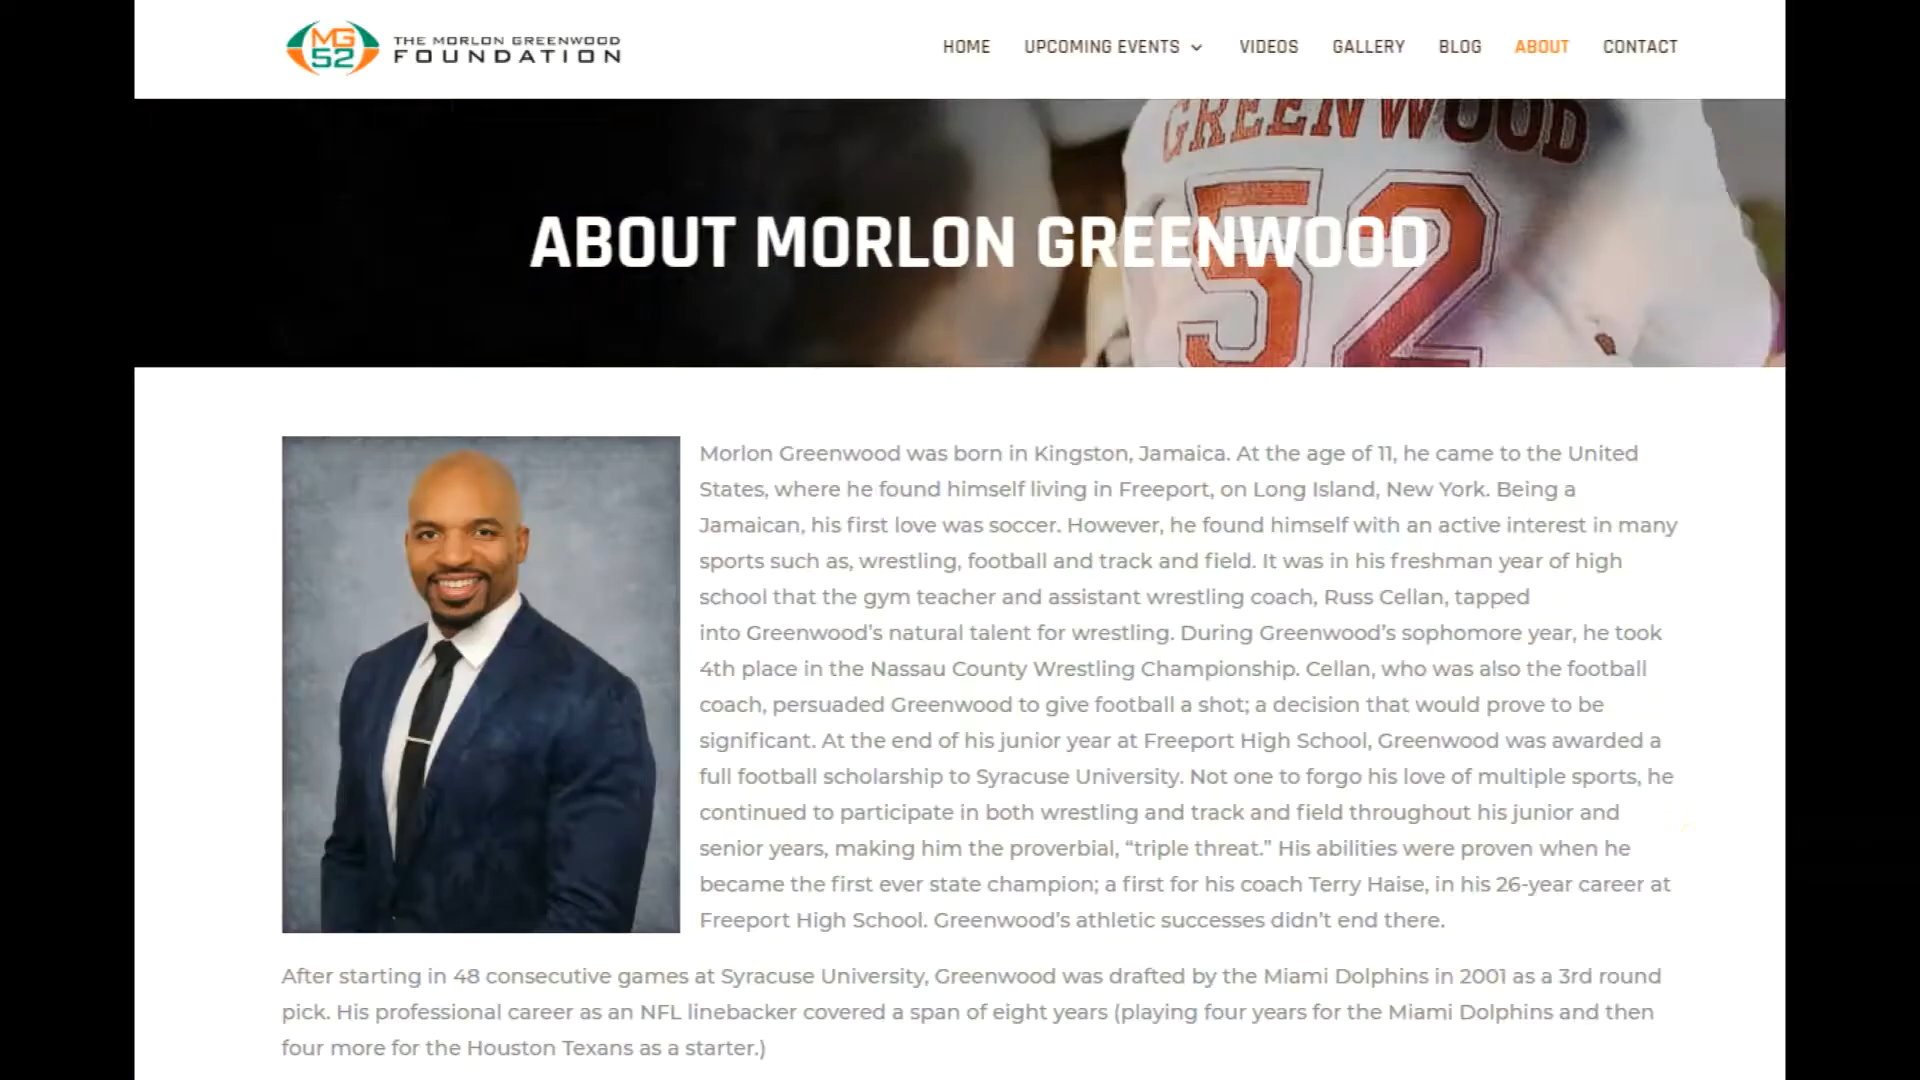 MG
52
THE MORLON GREENWOOD
FOUNDATION
HOME UPCOMING EVENTS VIDEOS GALLERY BLOG ABOUT CONTACT
GREENWOOD
52
ABOUT MORLON GREENWOOD
Morlon Greenwood was born in Kingston, Jamaica. At the age of 11, he came to the United
States, where he found himself living in Freeport, on Long Island, New York. Being a
Jamaican, his first love was soccer. However, he found himself with an active interest in many
sports such as, wrestling, football and track and field. It was in his freshman year of high
school that the gym teacher and assistant wrestling coach, Russ Cellan, tapped
into Greenwood’s natural talent for wrestling. During Greenwood’s sophomore year, he took
4th place in the Nassau County Wrestling Championship. Cellan, who was also the football
coach, persuaded Greenwood to give football a shot; a decision that would prove to be
significant. At the end of his junior year at Freeport High School, Greenwood was awarded a
full football scholarship to Syracuse University. Not one to forgo his love of multiple sports, he
continued to participate in both wrestling and track and field throughout his junior and
senior years, making him the proverbial, “triple threat.” His abilities were proven when he
became the first ever state champion; a first for his coach Terry Haise, in his 26-year career at
Freeport High School. Greenwood’s athletic successes didn’t end there.
After starting in 48 consecutive games at Syracuse University, Greenwood was drafted by the Miami Dolphins in 2001 as a 3rd round
pick. His professional career as an NFL linebacker covered a span of eight years (playing four years for the Miami Dolphins and then
four more for the Houston Texans as a starter.)